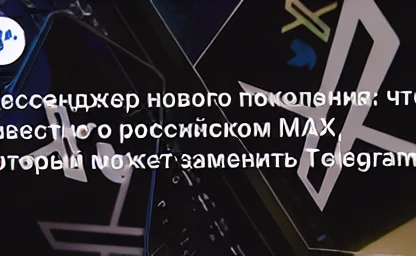 ессенджер нового поколения: что
звестно о российском MAX,
оторый может заменить Telegram